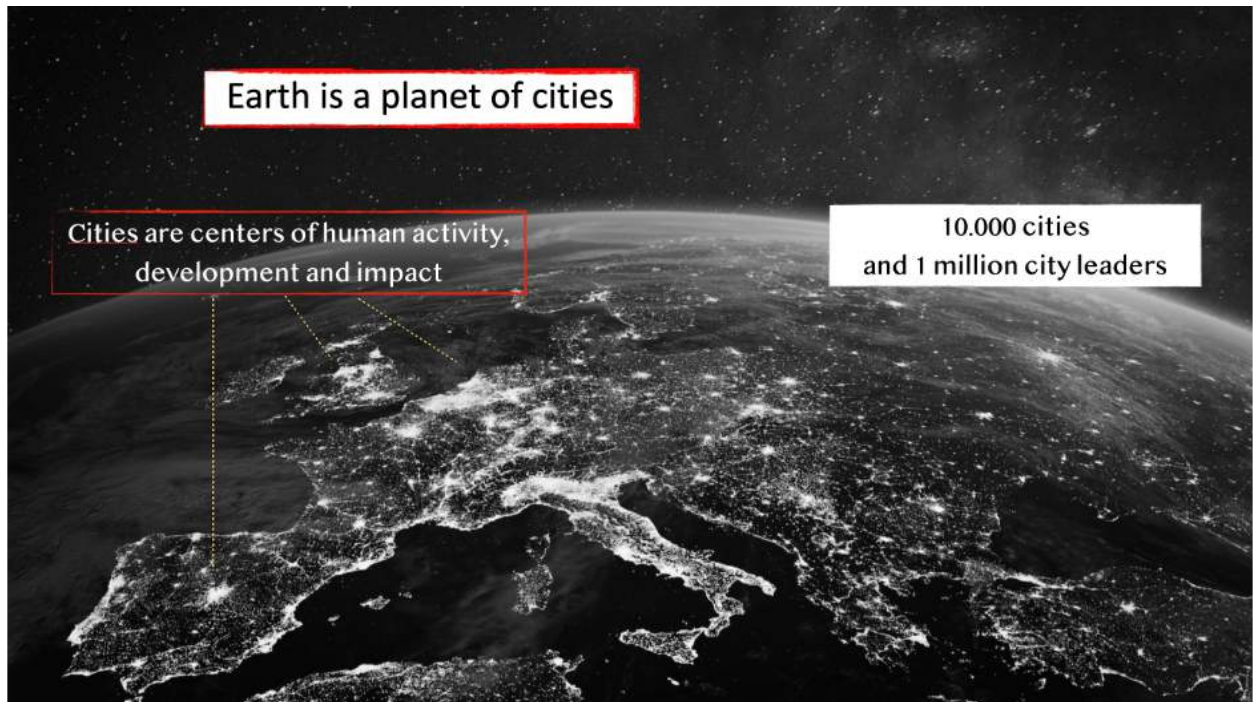 Earth is a planet of cities
Cities are centers of human activity,
development and impact
10.000 cities
and 1 million city leaders